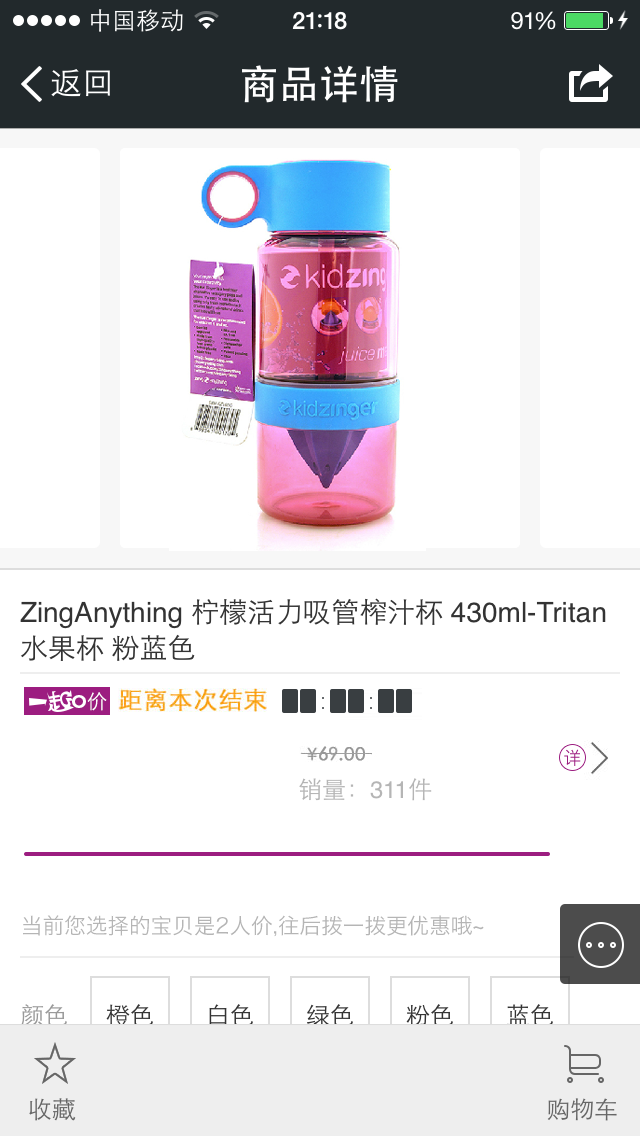 中国移动
21:18
91%
返回
商品详情
kidzing
juice
kidzinger
ZingAnything 柠檬活力吸管榨汁杯 430ml-Tritan
水果杯 粉蓝色
一起GO价 距离本次结束
¥69.00
详
销量：311件
当前您选择的宝贝是2人价,往后拨一拨更优惠哦~
颜色 橙色 白色 绿色 粉色 蓝色
收藏
购物车